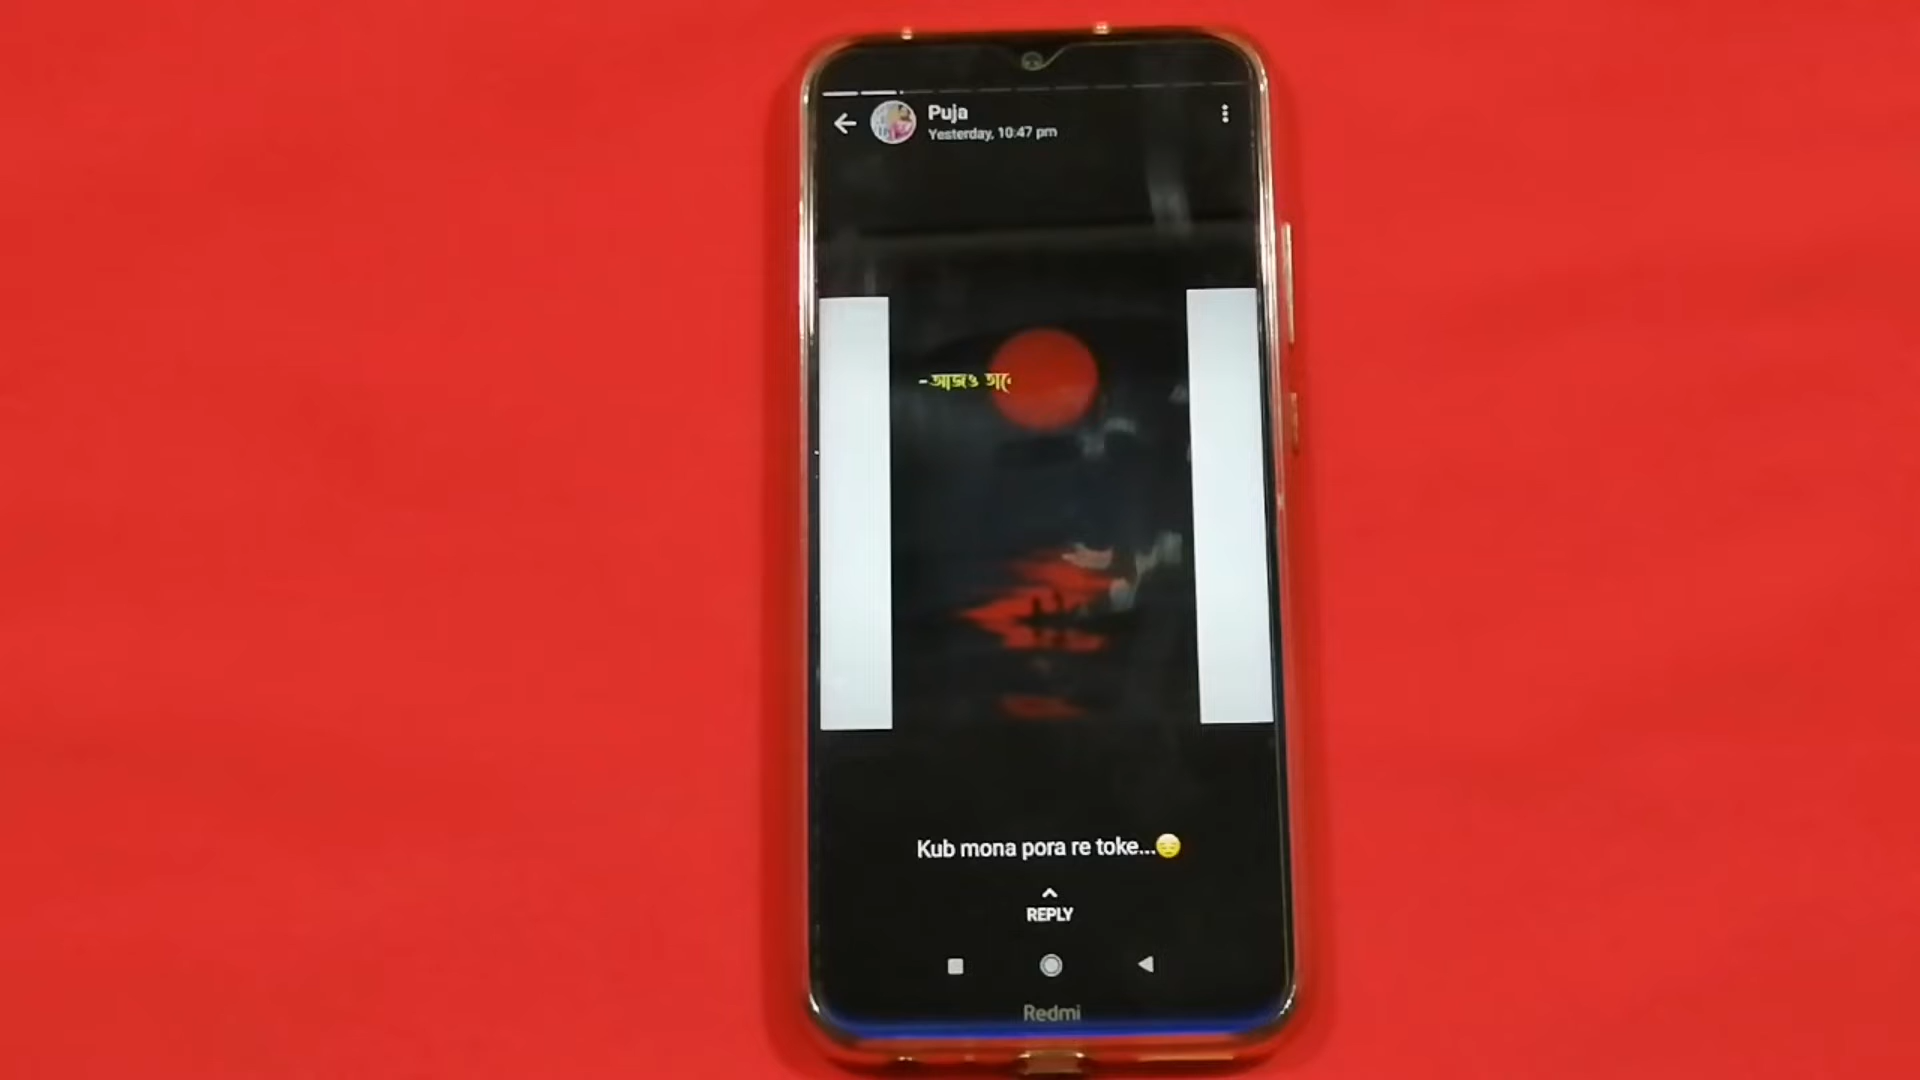 Puja
Yesterday, 10:47 pm
-আজও তাকে
Kub mona pora re toke...😔
REPLY
Redmi